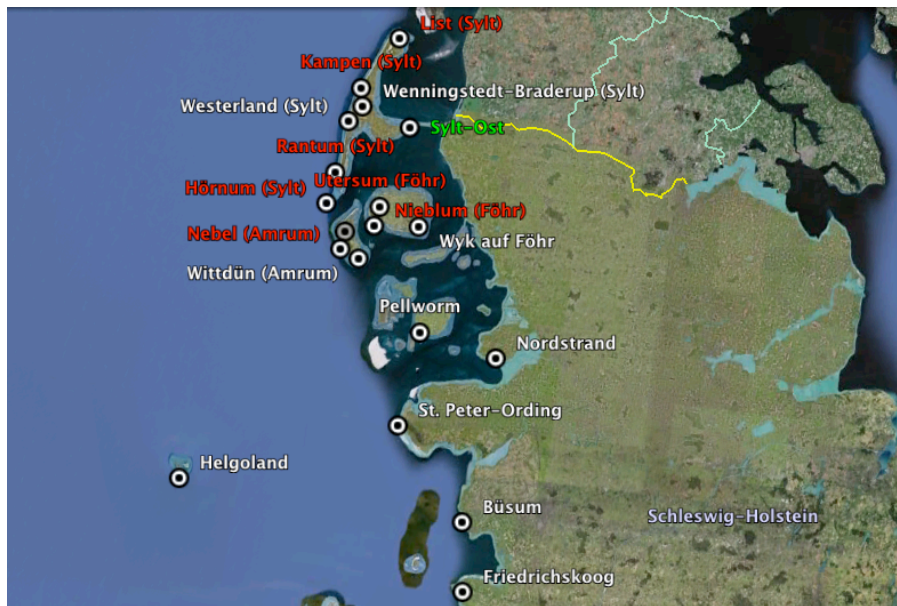 List (Sylt)
Kampen (Sylt)
Wenningstedt-Braderup (Sylt)
Westerland (Sylt)
Sylt-Ost
Rantum (Sylt)
Utersum (Föhr)
Hörnum (Sylt)
Nieblum (Föhr)
Nebel (Amrum)
Wyk auf Föhr
Wittdün (Amrum)
Pellworm
Nordstrand
St. Peter-Ording
Helgoland
Büsum
Schleswig-Holstein
Friedrichskoog